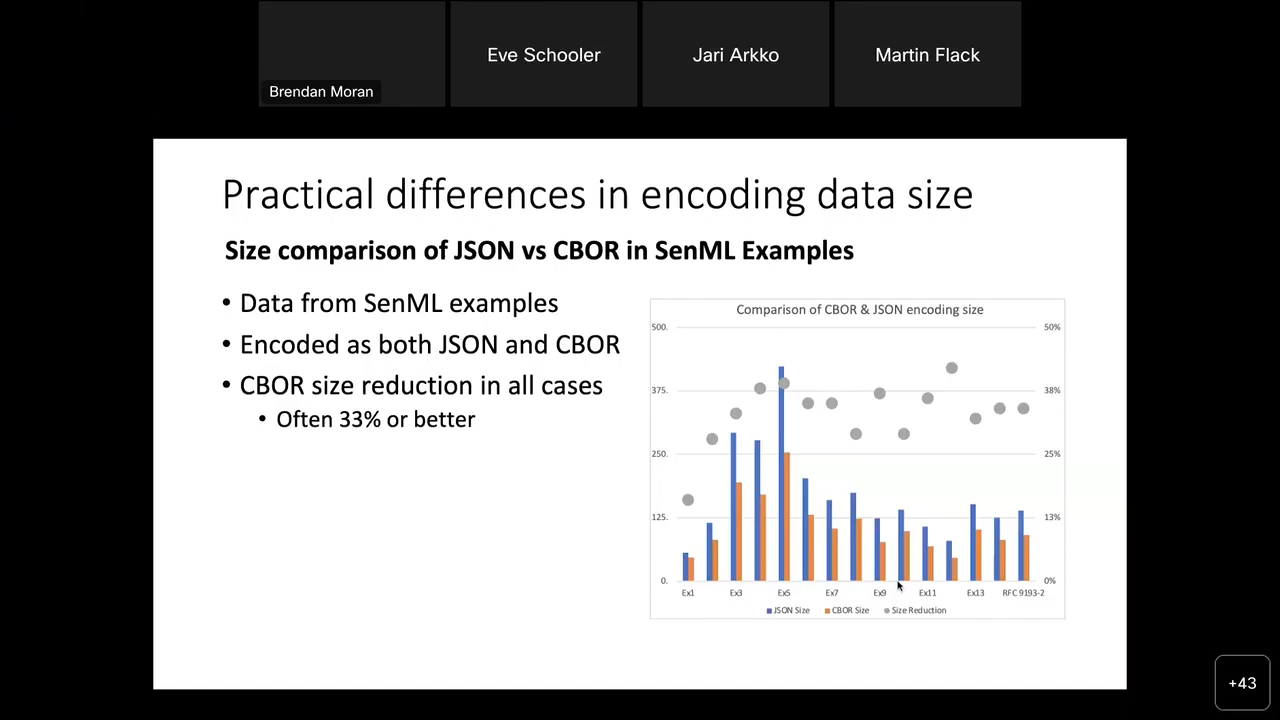 Eve Schooler
Jari Arkko
Martin Flack
Brendan Moran
Practical differences in encoding data size
Size comparison of JSON vs CBOR in SenML Examples
• Data from SenML examples
• Encoded as both JSON and CBOR
• CBOR size reduction in all cases
• Often 33% or better
Comparison of CBOR & JSON encoding size
500. 50%
375. 38%
250. 25%
125. 13%
0. 0%
Ex1 Ex3 Ex5 Ex7 Ex9 Ex11 Ex13 RFC 9193-2
JSON Size CBOR Size Size Reduction
+43